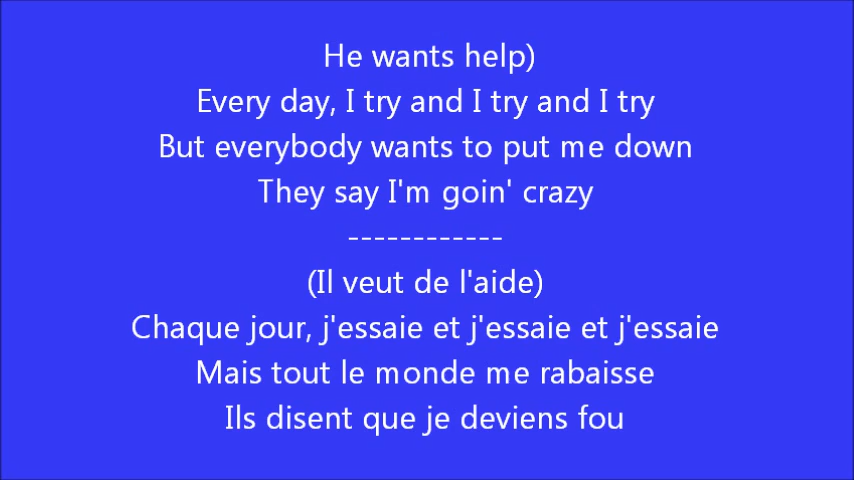 He wants help)
Every day, I try and I try and I try
But everybody wants to put me down
They say I'm goin' crazy
------------
(Il veut de l'aide)
Chaque jour, j'essaie et j'essaie et j'essaie
Mais tout le monde me rabaisse
Ils disent que je deviens fou